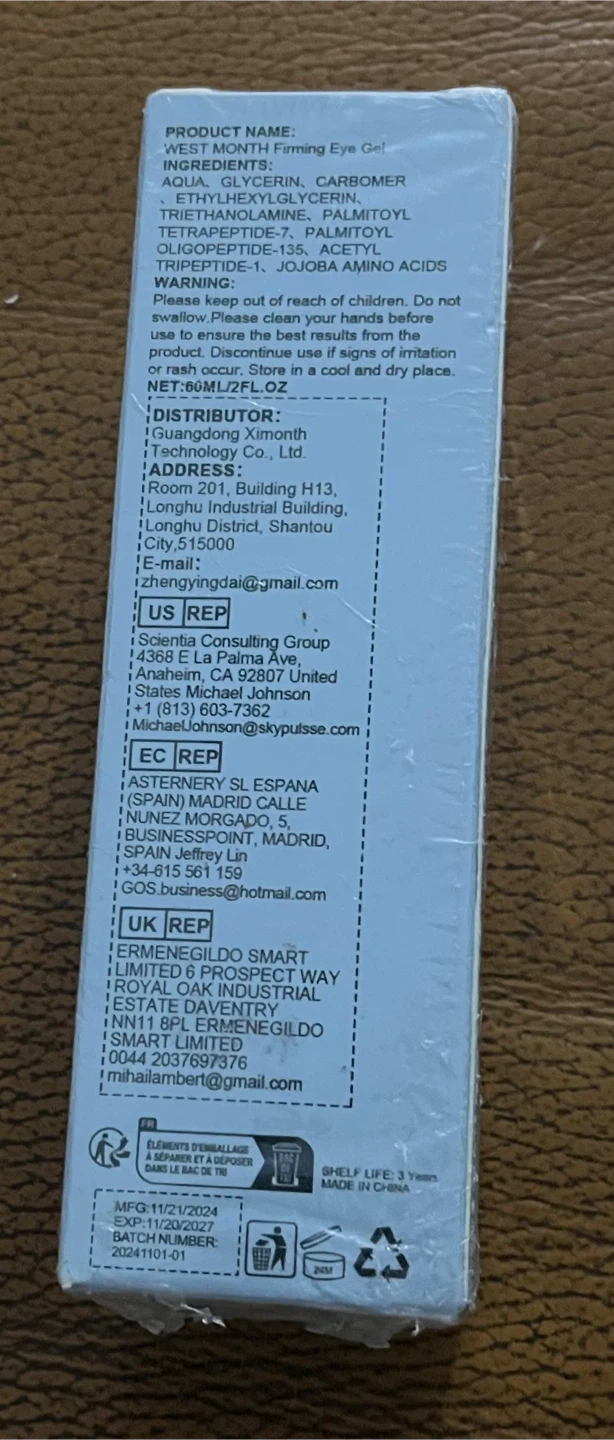 PRODUCT NAME:
WEST MONTH Firming Eye Gel
INGREDIENTS:
AQUA、GLYCERIN、CARBOMER
、ETHYLHEXYLGLYCERIN、
TRIETHANOLAMINE、PALMITOYL
TETRAPEPTIDE-7、PALMITOYL
OLIGOPEPTIDE-135、ACETYL
TRIPEPTIDE-1、JOJOBA AMINO ACIDS
WARNING:
Please keep out of reach of children. Do not
swallow.Please clean your hands before
use to ensure the best results from the
product. Discontinue use if signs of irritation
or rash occur. Store in a cool and dry place.
NET:60ML/2FL.OZ
DISTRIBUTOR:
Guangdong Ximonth
Technology Co., Ltd.
ADDRESS:
Room 201, Building H13,
Longhu Industrial Building,
Longhu District, Shantou
City,515000
E-mail:
zhengyingdai@gmail.com
US REP
Scientia Consulting Group
4368 E La Palma Ave,
Anaheim, CA 92807 United
States Michael Johnson
+1 (813) 603-7362
MichaelJohnson@skypulsse.com
EC REP
ASTERNERY SL ESPANA
(SPAIN) MADRID CALLE
NUNEZ MORGADO, 5,
BUSINESSPOINT, MADRID,
SPAIN Jeffrey Lin
+34-615 561 159
GOS.business@hotmail.com
UK REP
ERMENEGILDO SMART
LIMITED 6 PROSPECT WAY
ROYAL OAK INDUSTRIAL
ESTATE DAVENTRY
NN11 8PL ERMENEGILDO
SMART LIMITED
0044 2037697376
mihailambert@gmail.com
FR
ÉLÉMENTS D'EMBALLAGE
À SÉPARER ET À DÉPOSER
DANS LE BAC DE TRI
BAC DE TRI
SHELF LIFE: 3 Years
MADE IN CHINA
MFG:11/21/2024
EXP:11/20/2027
BATCH NUMBER:
20241101-01
24M